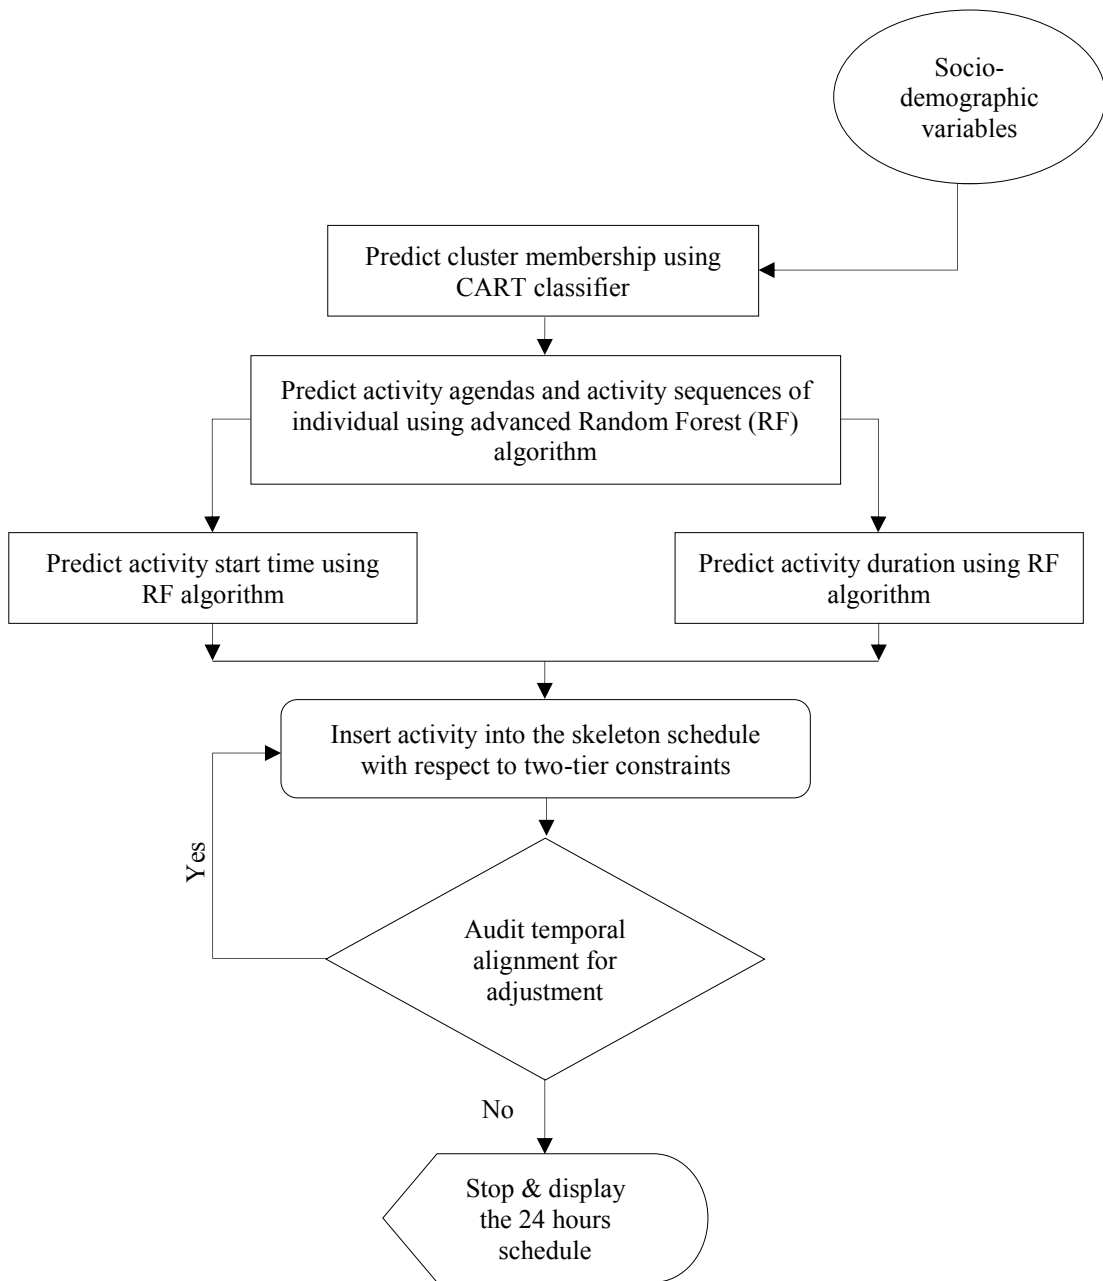 Socio-
demographic
variables
Predict cluster membership using
CART classifier
Predict activity agendas and activity sequences of
individual using advanced Random Forest (RF)
algorithm
Predict activity start time using
RF algorithm
Predict activity duration using RF
algorithm
Insert activity into the skeleton schedule
with respect to two-tier constraints
Yes
Audit temporal
alignment for
adjustment
No
Stop & display
the 24 hours
schedule